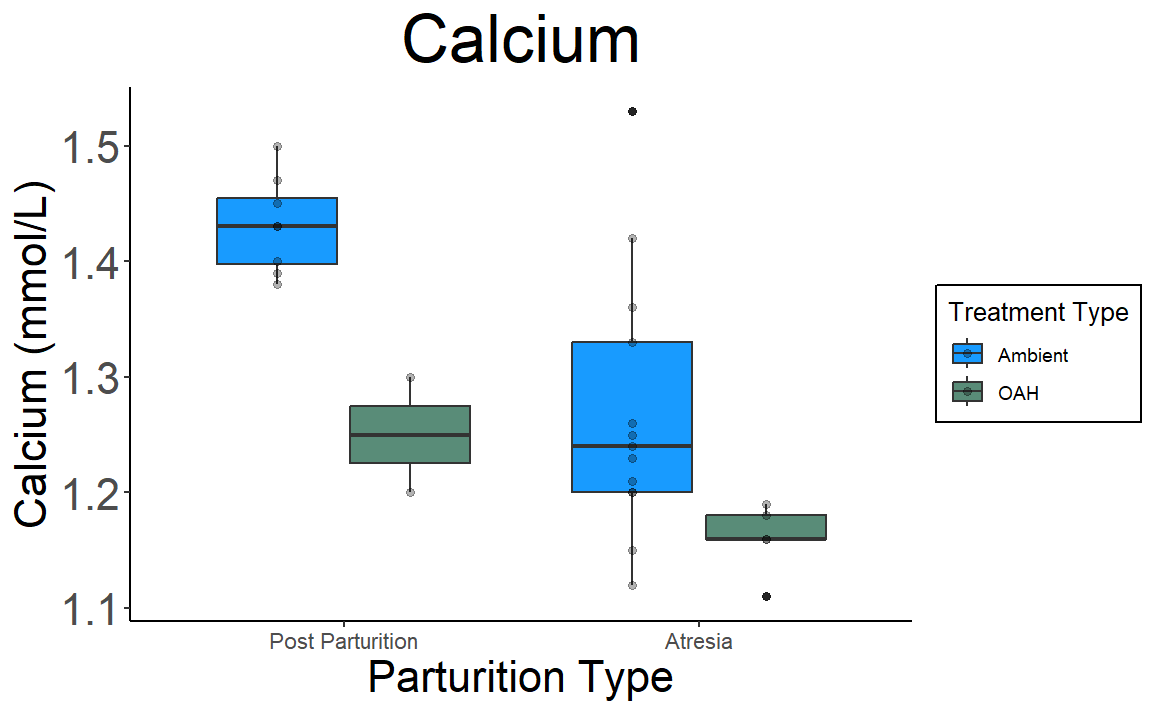 Calcium
Calcium (mmol/L)
1.5
1.4
1.3
1.2
1.1
Post Parturition
Atresia
Parturition Type
Treatment Type
Ambient
OAH